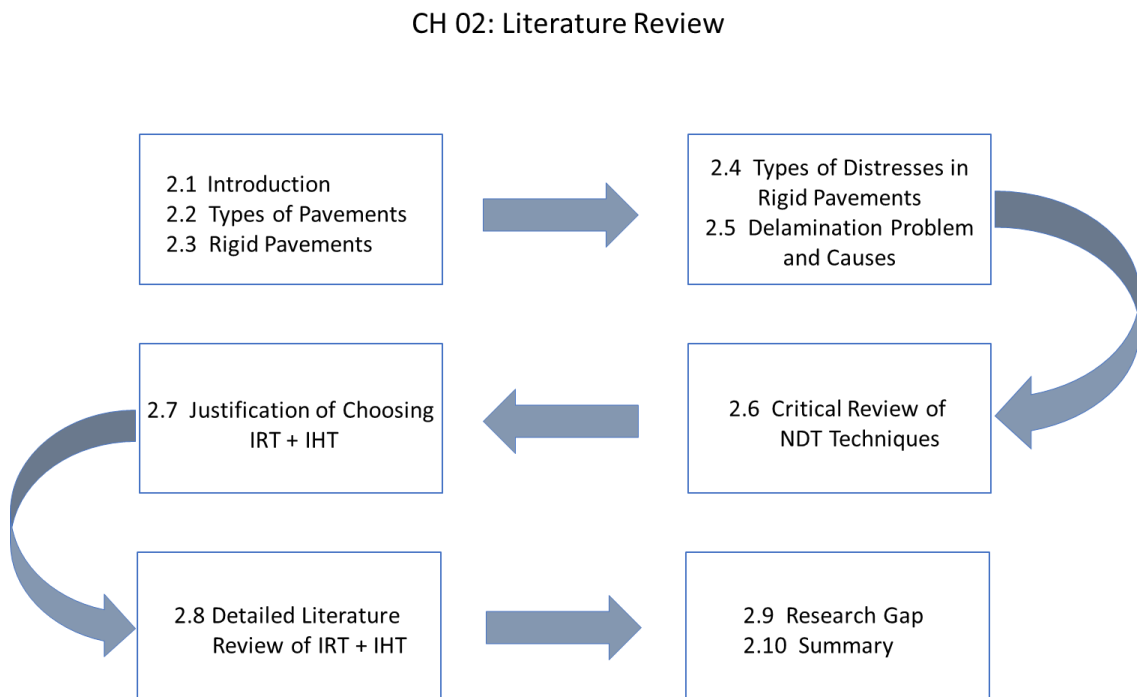 CH 02: Literature Review
2.1 Introduction
2.2 Types of Pavements
2.3 Rigid Pavements
2.4 Types of Distresses in
Rigid Pavements
2.5 Delamination Problem
and Causes
2.6 Critical Review of
NDT Techniques
2.7 Justification of Choosing
IRT + IHT
2.8 Detailed Literature
Review of IRT + IHT
2.9 Research Gap
2.10 Summary